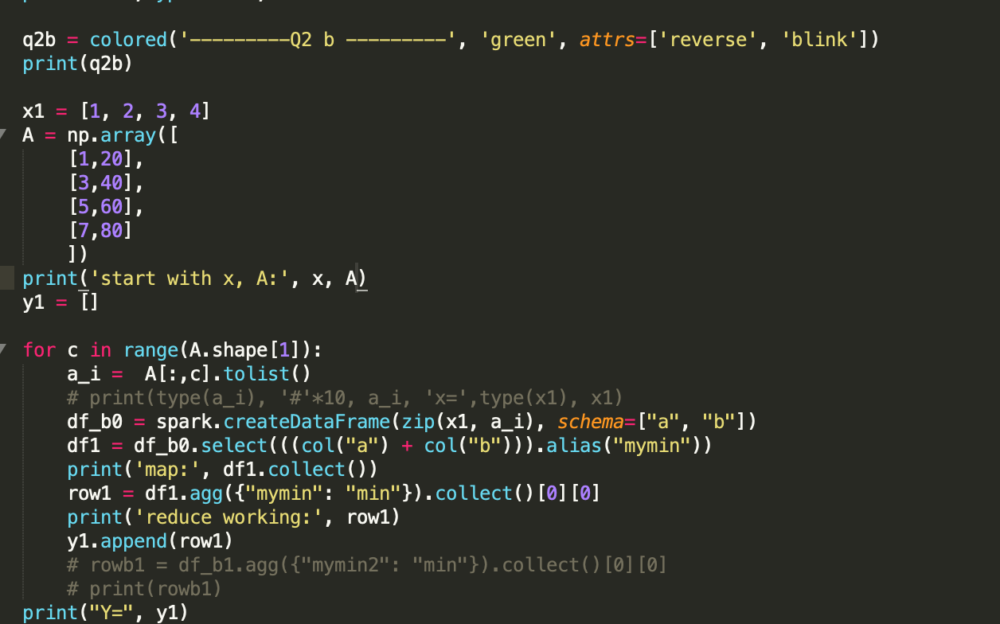 q2b = colored('---------Q2 b ---------', 'green', attrs=['reverse', 'blink'])
print(q2b)
x1 = [1, 2, 3, 4]
A = np.array([
[1,20],
[3,40],
[5,60],
[7,80]
])
print('start with x, A:', x, A)
y1 = []
for c in range(A.shape[1]):
a_i =  A[:,c].tolist()
# print(type(a_i), '#'*10, a_i, 'x=',type(x1), x1)
df_b0 = spark.createDataFrame(zip(x1, a_i), schema=["a", "b"])
df1 = df_b0.select(((col("a") + col("b"))).alias("mymin"))
print('map:', df1.collect())
row1 = df1.agg({"mymin": "min"}).collect()[0][0]
print('reduce working:', row1)
y1.append(row1)
# rowb1 = df_b1.agg({"mymin2": "min"}).collect()[0][0]
# print(rowb1)
print("Y=", y1)